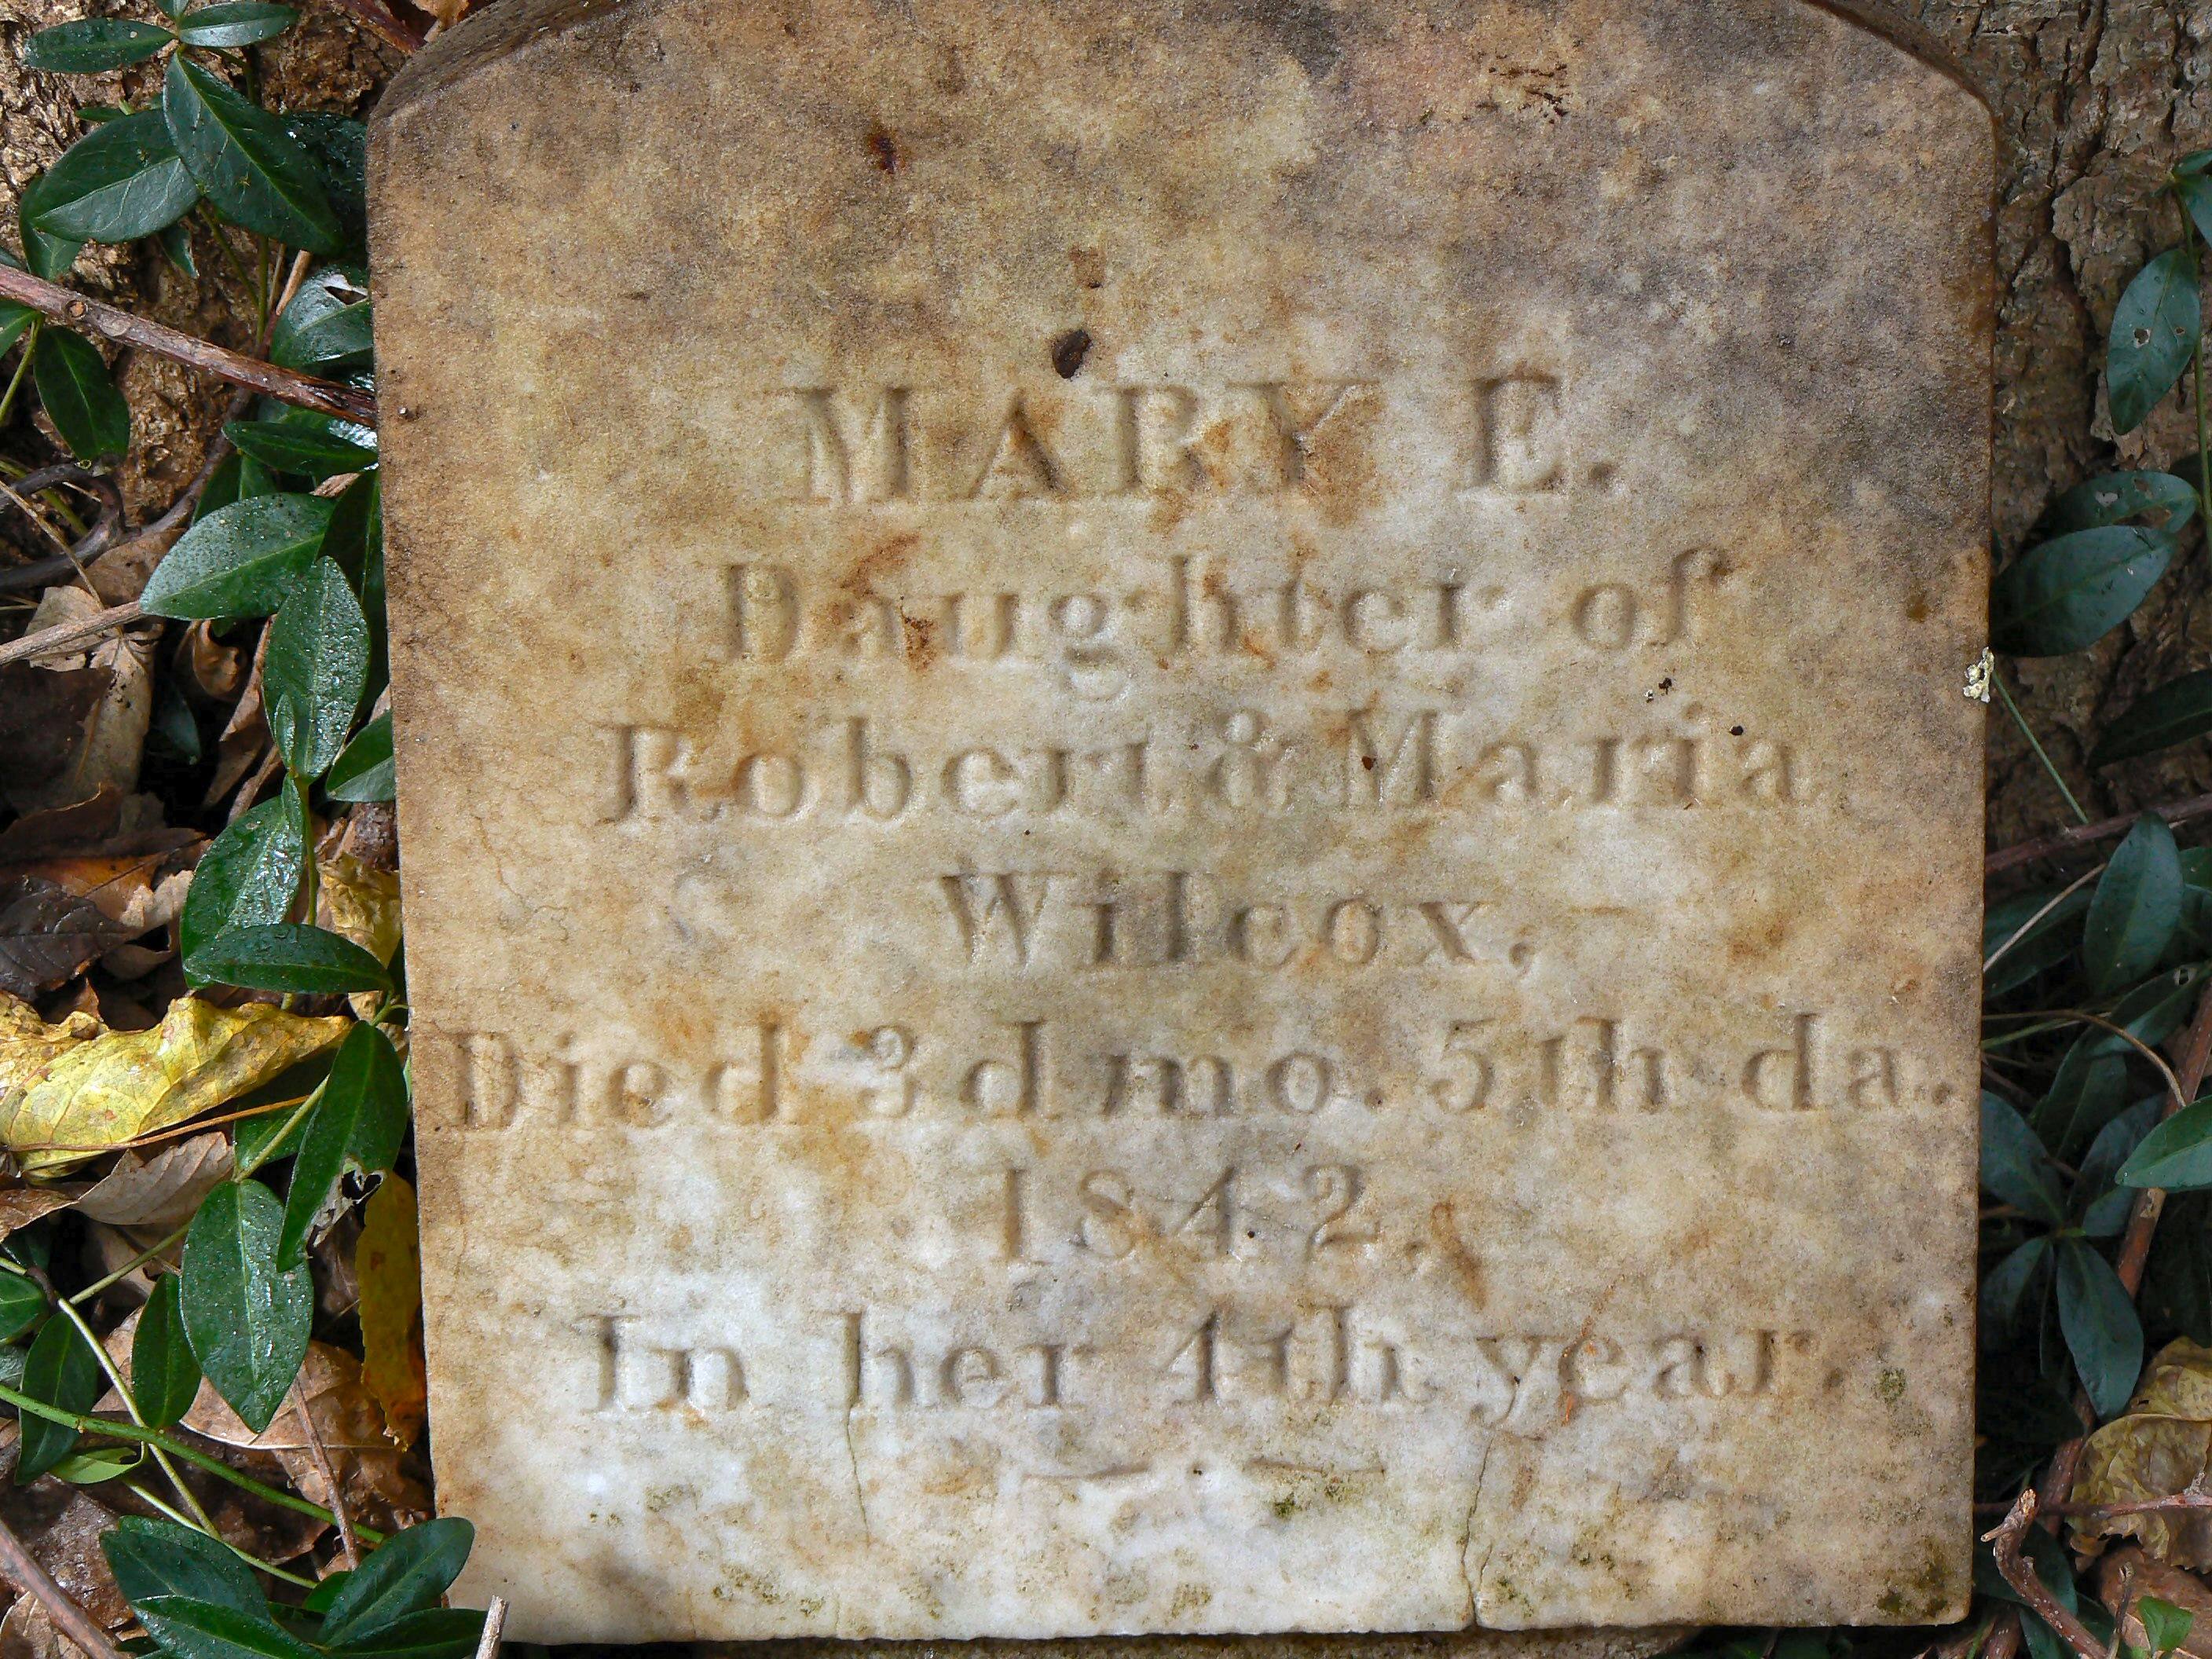 MARY E.
Daughter of
Robert & Maria
Wilcox,
Died 3d mo. 5th da.
1842.
In her 4th year.